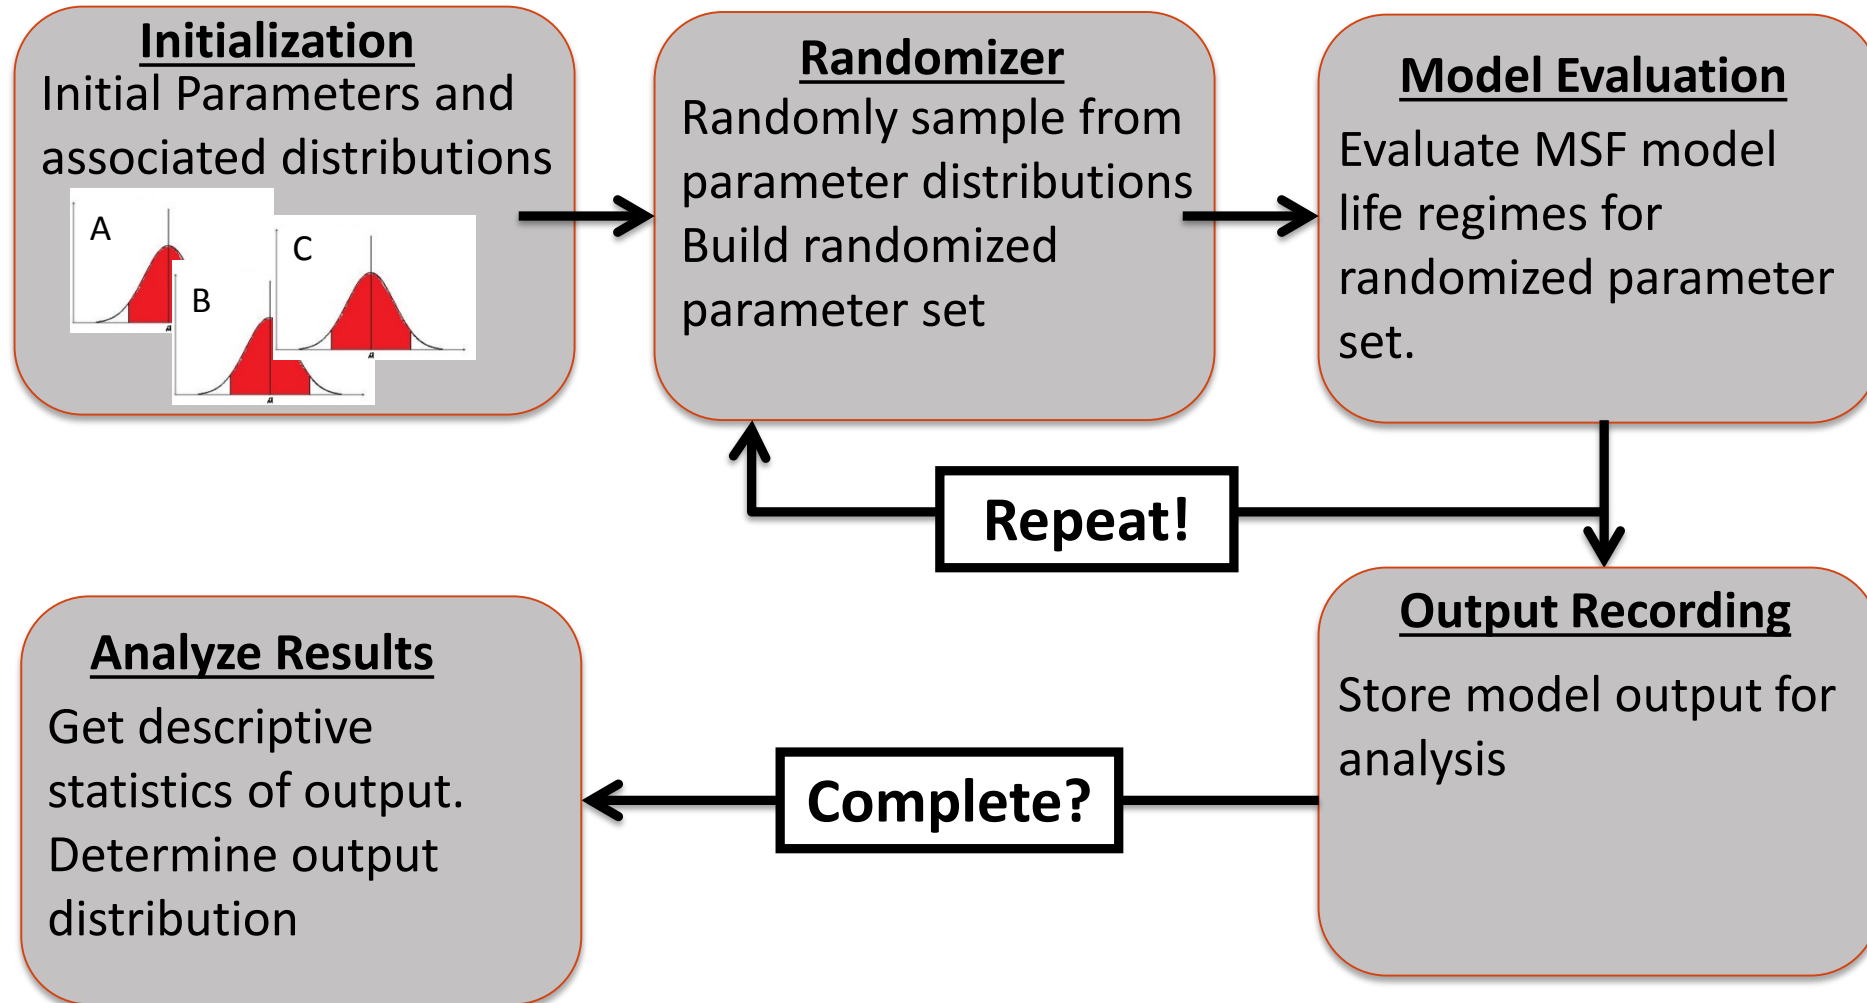 Initialization
Initial Parameters and
associated distributions
A
B
C
μ
μ
μ
Randomizer
Randomly sample from
parameter distributions
Build randomized
parameter set
Model Evaluation
Evaluate MSF model
life regimes for
randomized parameter
set.
Repeat!
Output Recording
Store model output for
analysis
Complete?
Analyze Results
Get descriptive
statistics of output.
Determine output
distribution